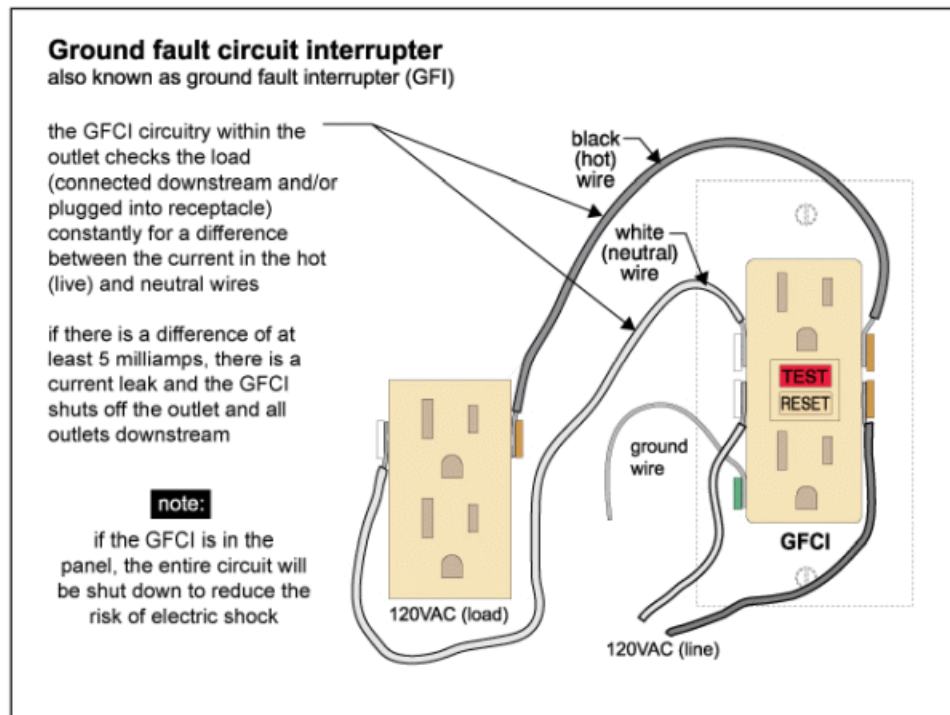 Ground fault circuit interrupter
also known as ground fault interrupter (GFI)
the GFCI circuitry within the
outlet checks the load
(connected downstream and/or
plugged into receptacle)
constantly for a difference
between the current in the hot
(live) and neutral wires
if there is a difference of at
least 5 milliamps, there is a
current leak and the GFCI
shuts off the outlet and all
outlets downstream
note:
if the GFCI is in the
panel, the entire circuit will
be shut down to reduce the
risk of electric shock
black
(hot)
wire
white
(neutral)
wire
TEST
RESET
ground
wire
GFCI
120VAC (load)
120VAC (line)